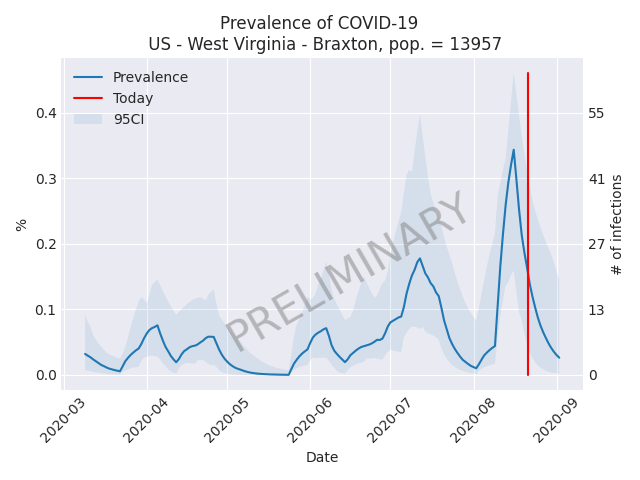 Prevalence of COVID-19
US - West Virginia - Braxton, pop. = 13957
Prevalence
Today
95CI
PRELIMINARY
%
0.4
0.3
0.2
0.1
0.0
55
41
27
13
0
# of infections
2020-03
2020-04
2020-05
2020-06
2020-07
2020-08
2020-09
Date